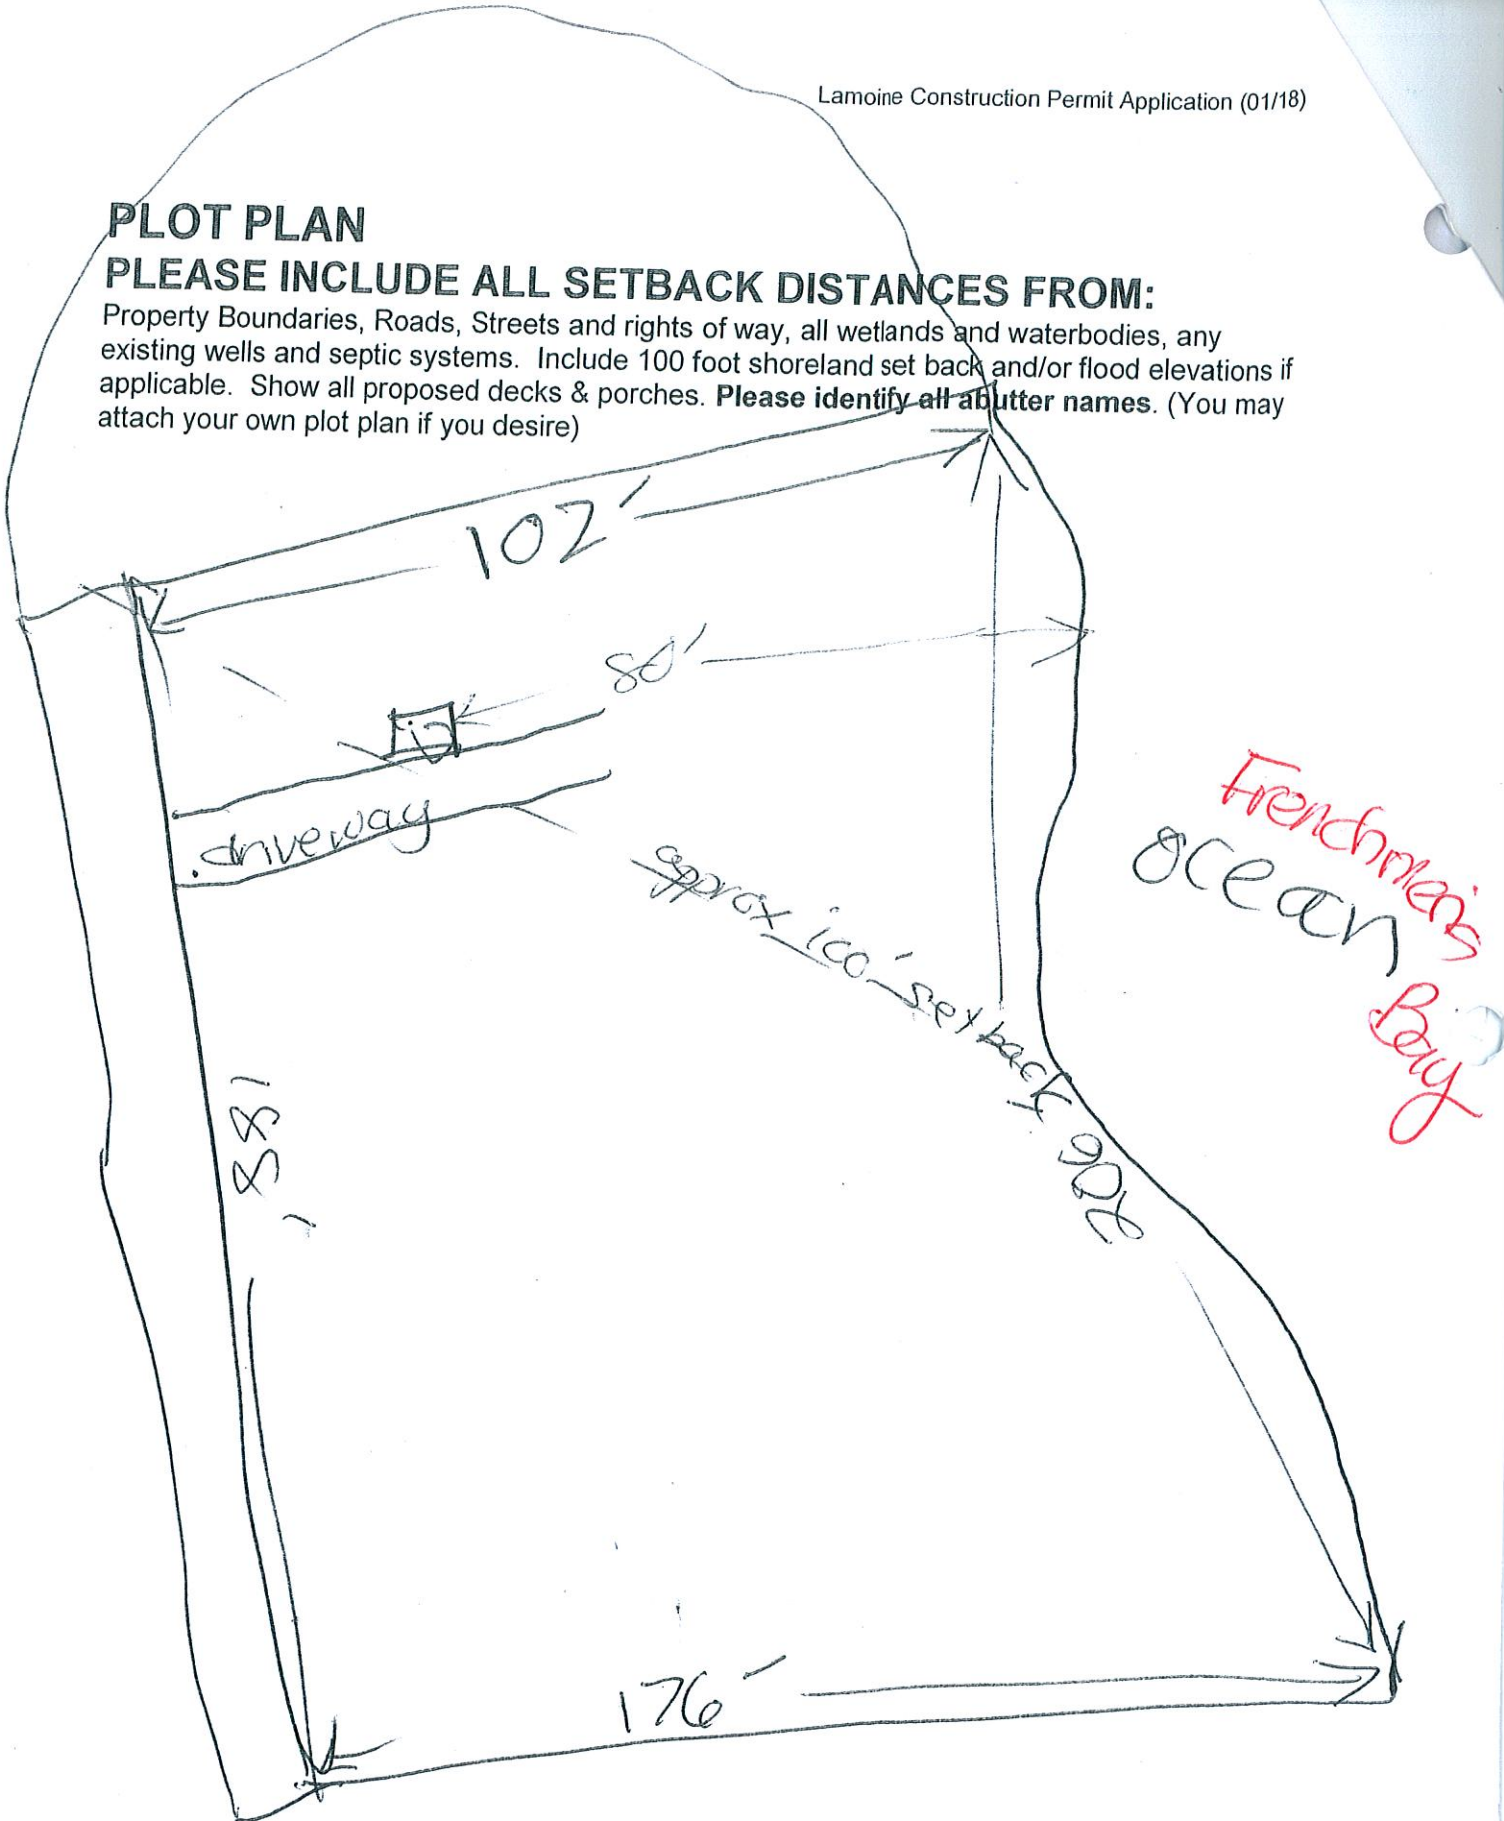 Lamoine Construction Permit Application (01/18)
PLOT PLAN
PLEASE INCLUDE ALL SETBACK DISTANCES FROM:
Property Boundaries, Roads, Streets and rights of way, all wetlands and waterbodies, any
existing wells and septic systems.  Include 100 foot shoreland set back and/or flood elevations if
applicable.  Show all proposed decks & porches. Please identify all abutter names. (You may
attach your own plot plan if you desire)
102'
80'
driveway
approx 100' setback
Frenchmen's
ocean
Bay
188'
206
176'